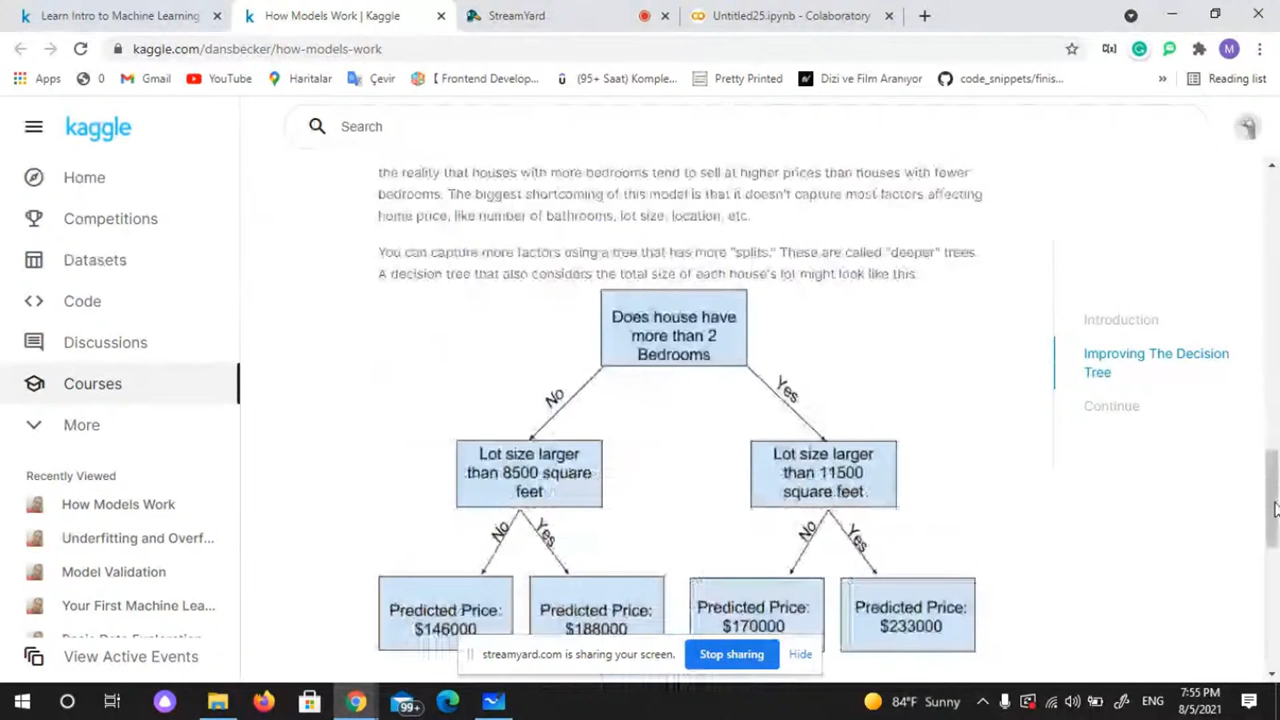 Learn Intro to Machine Learning
How Models Work | Kaggle
StreamYard
Untitled25.ipynb - Colaboratory
kaggle.com/dansbecker/how-models-work
M
Apps
0
Gmail
YouTube
Haritalar
Çevir
[ Frontend Develop...
(95+ Saat) Komple...
Pretty Printed
Dizi ve Film Arayıcı
code_snippets/finis...
»
Reading list
kaggle
Search
Home
Competitions
Datasets
Code
Discussions
Courses
More
Recently Viewed
How Models Work
Underfitting and Overf...
Model Validation
Your First Machine Lea...
View Active Events
the reality that houses with more bedrooms tend to sell at higher prices than houses with fewer
bedrooms. The biggest shortcoming of this model is that it doesn't capture most factors affecting
home price, like number of bathrooms, lot size, location, etc.
You can capture more factors using a tree that has more "splits." These are called "deeper" trees.
A decision tree that also considers the total size of each house's lot might look like this:
Does house have
more than 2
Bedrooms
No
Yes
Lot size larger
than 8500 square
feet
Lot size larger
than 11500
square feet
No
Yes
No
Yes
Predicted Price:
$146000
Predicted Price:
$188000
Predicted Price:
$170000
Predicted Price:
$233000
Introduction
Improving The Decision
Tree
Continue
streamyard.com is sharing your screen.
Stop sharing
Hide
99+
84°F Sunny
ENG
7:55 PM
8/5/2021